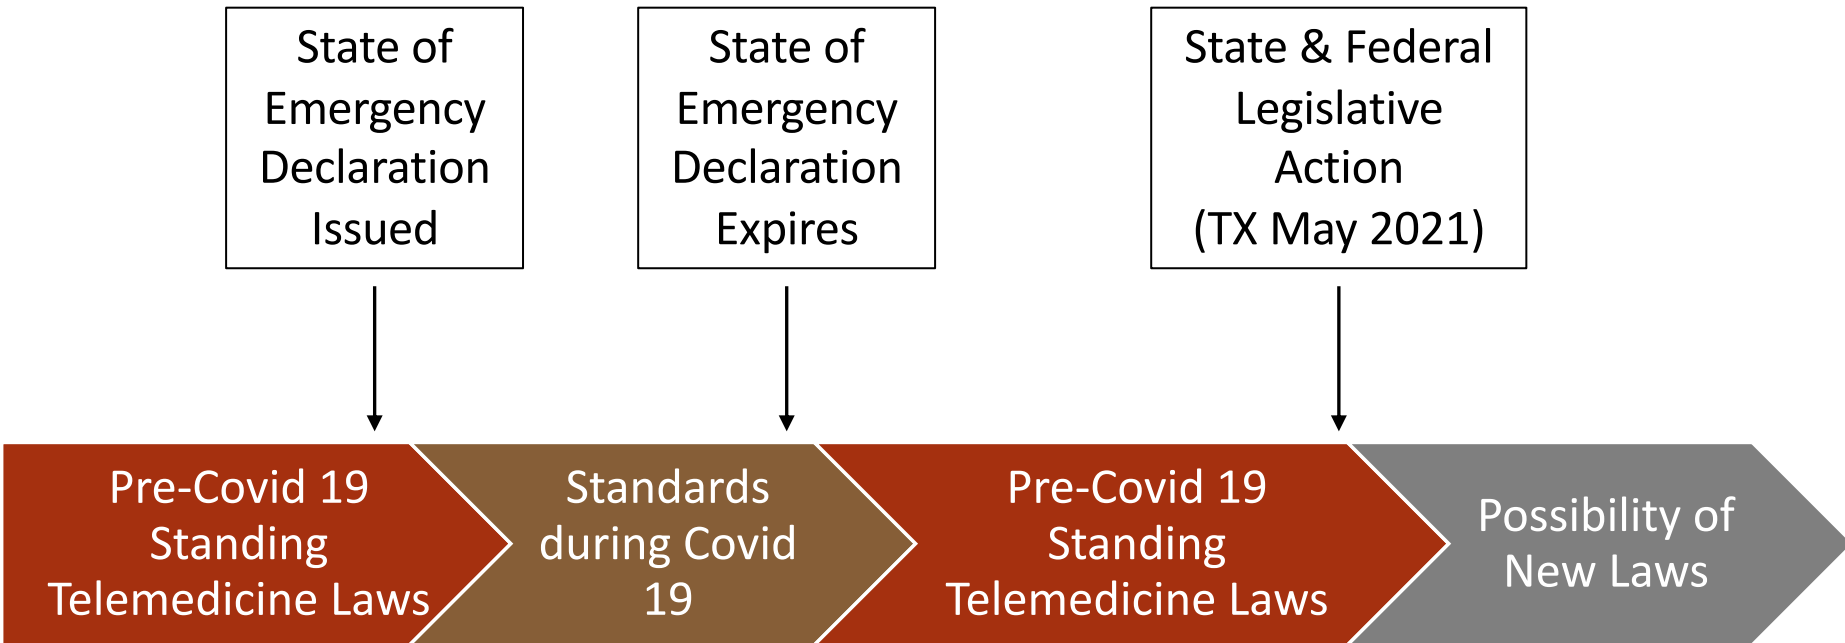 State of
Emergency
Declaration
Issued
State of
Emergency
Declaration
Expires
State & Federal
Legislative
Action
(TX May 2021)
Pre-Covid 19
Standing
Telemedicine Laws
Standards
during Covid
19
Pre-Covid 19
Standing
Telemedicine Laws
Possibility of
New Laws